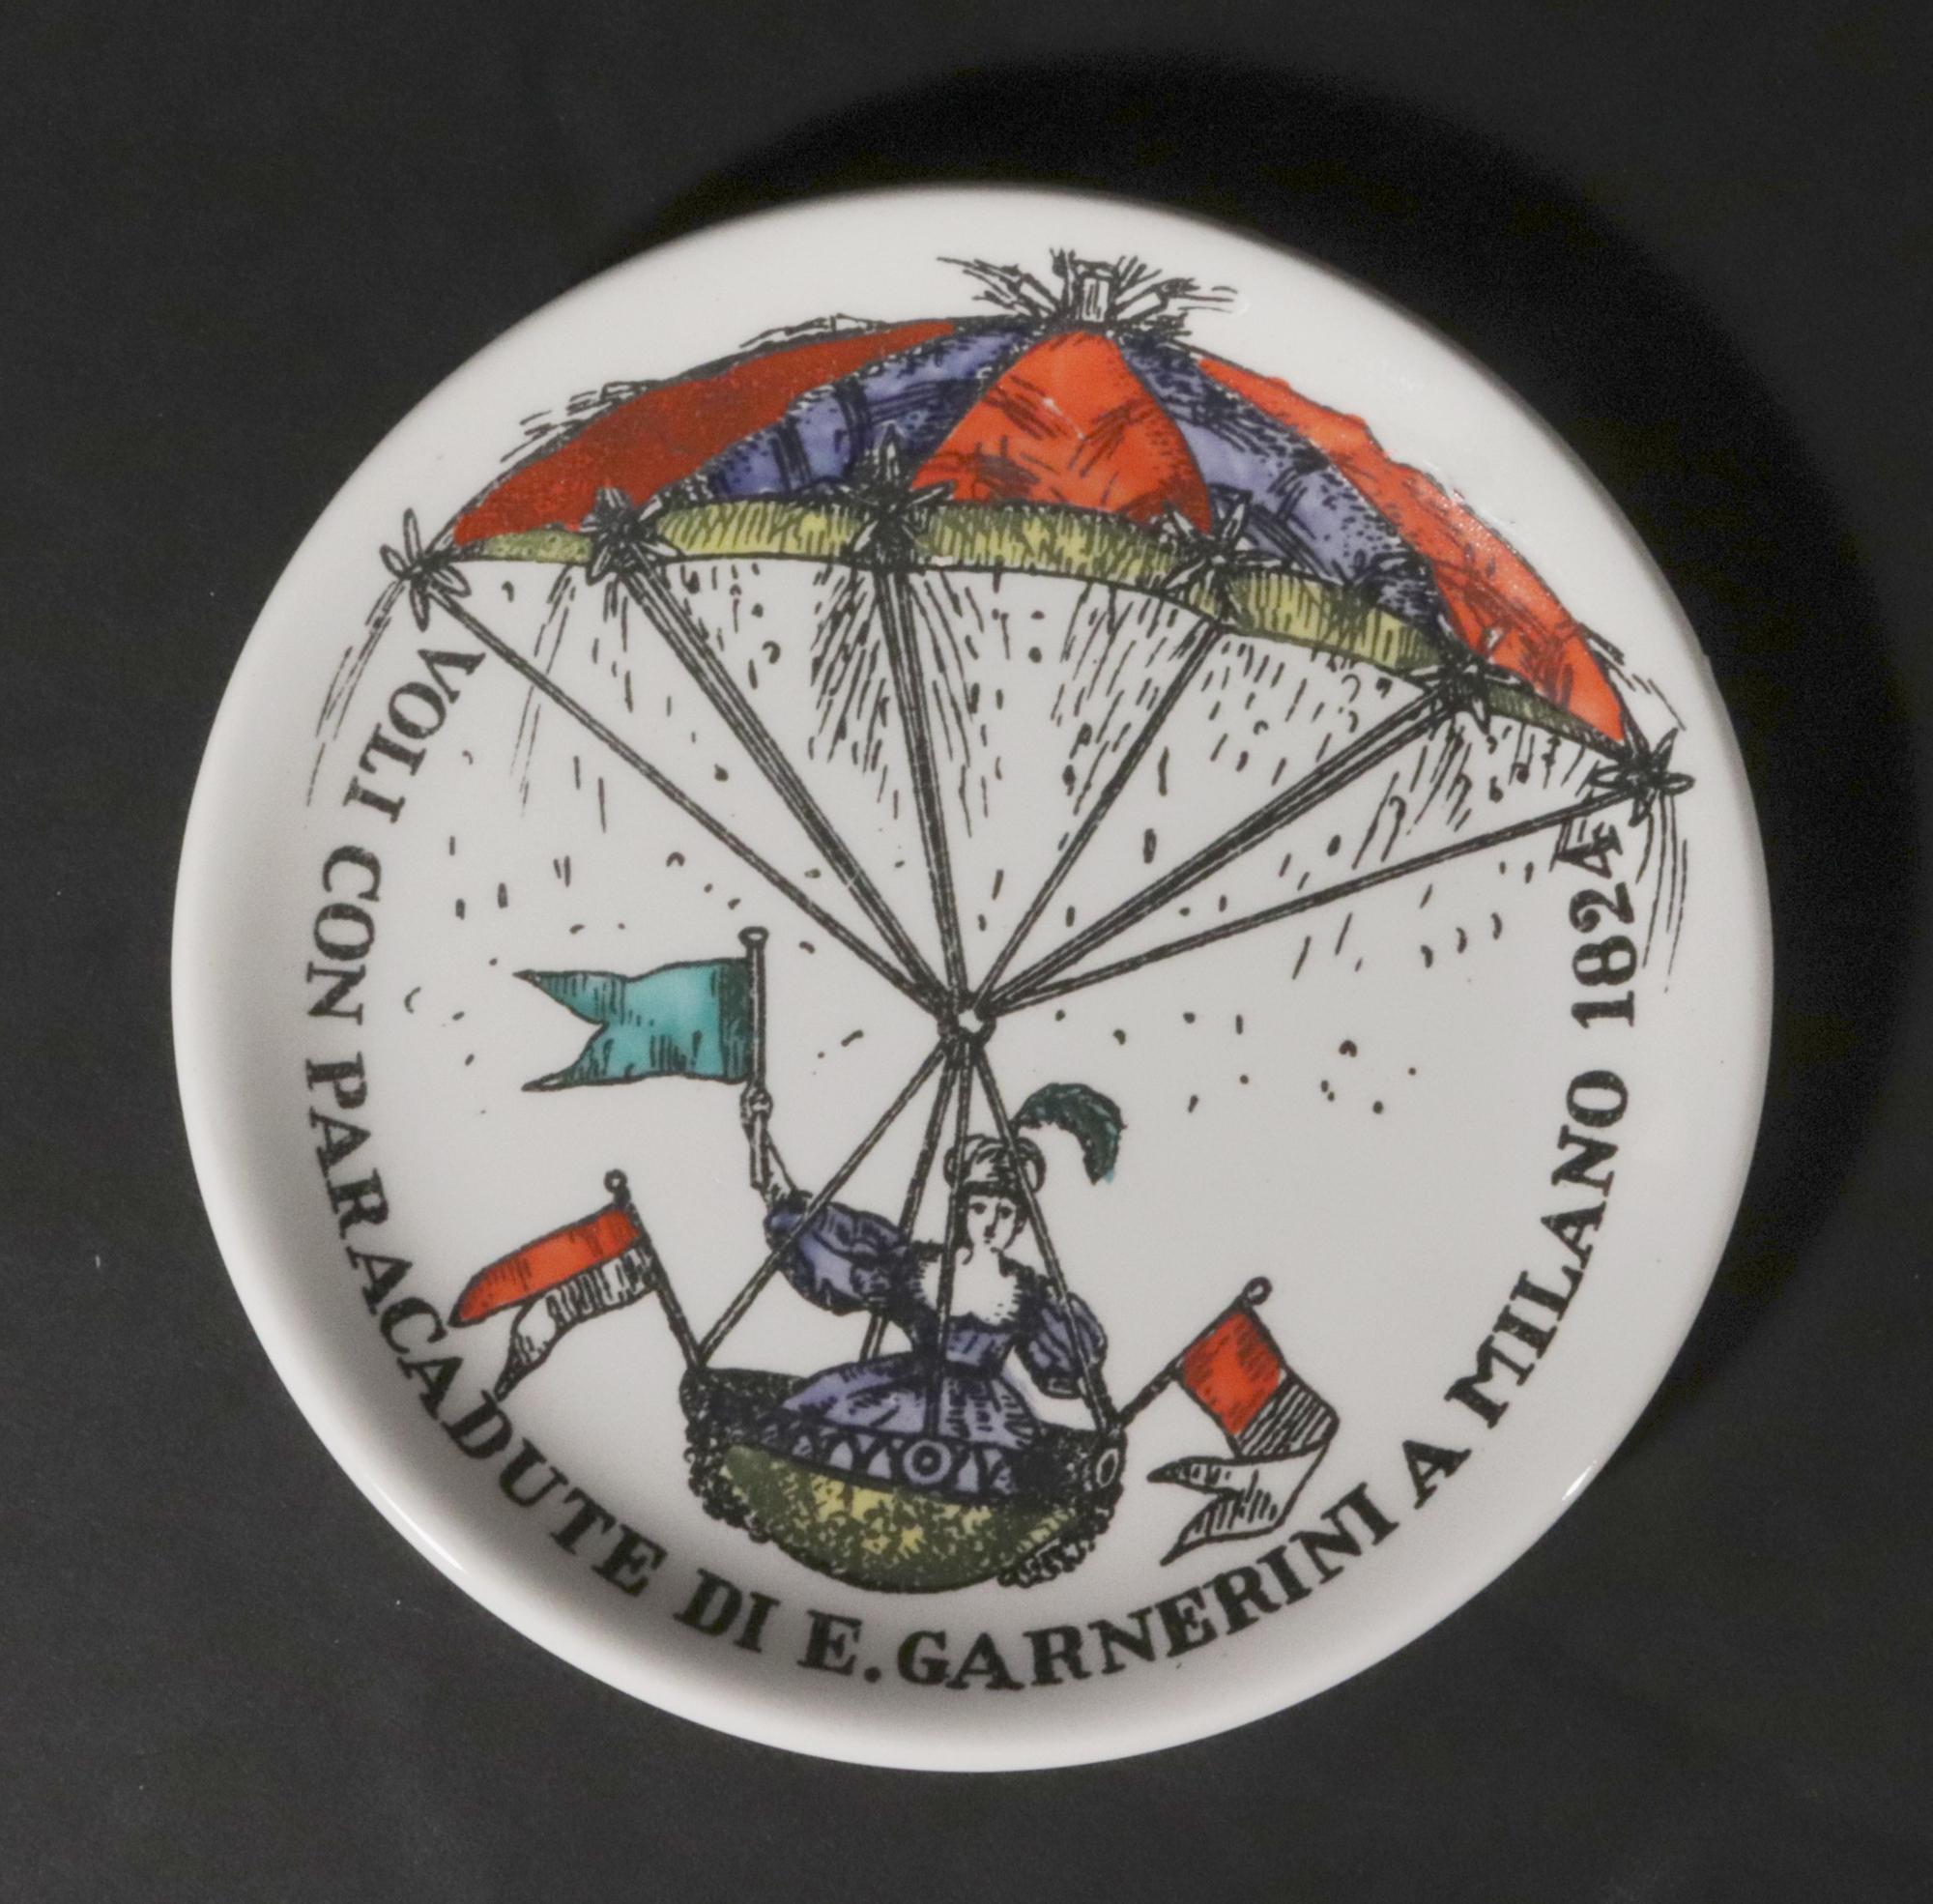 VOLI CON PARACADUTE DI E. GARNERINI A MILANO 1824